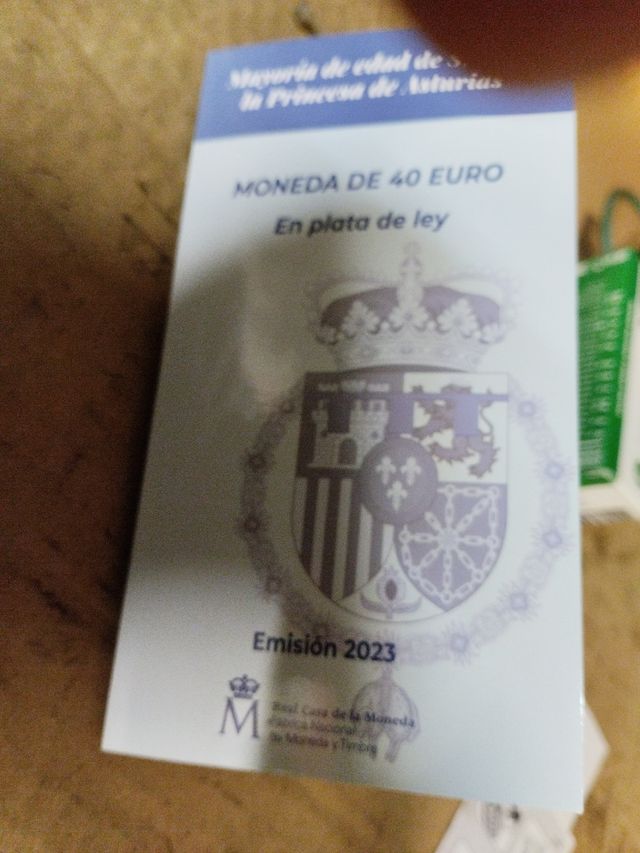 Mayoría de edad de S.
la Princesa de Asturias
MONEDA DE 40 EURO
En plata de ley
Emisión 2023
M
Real Casa de la Moneda
Fábrica Nacional
de Moneda y Timbre